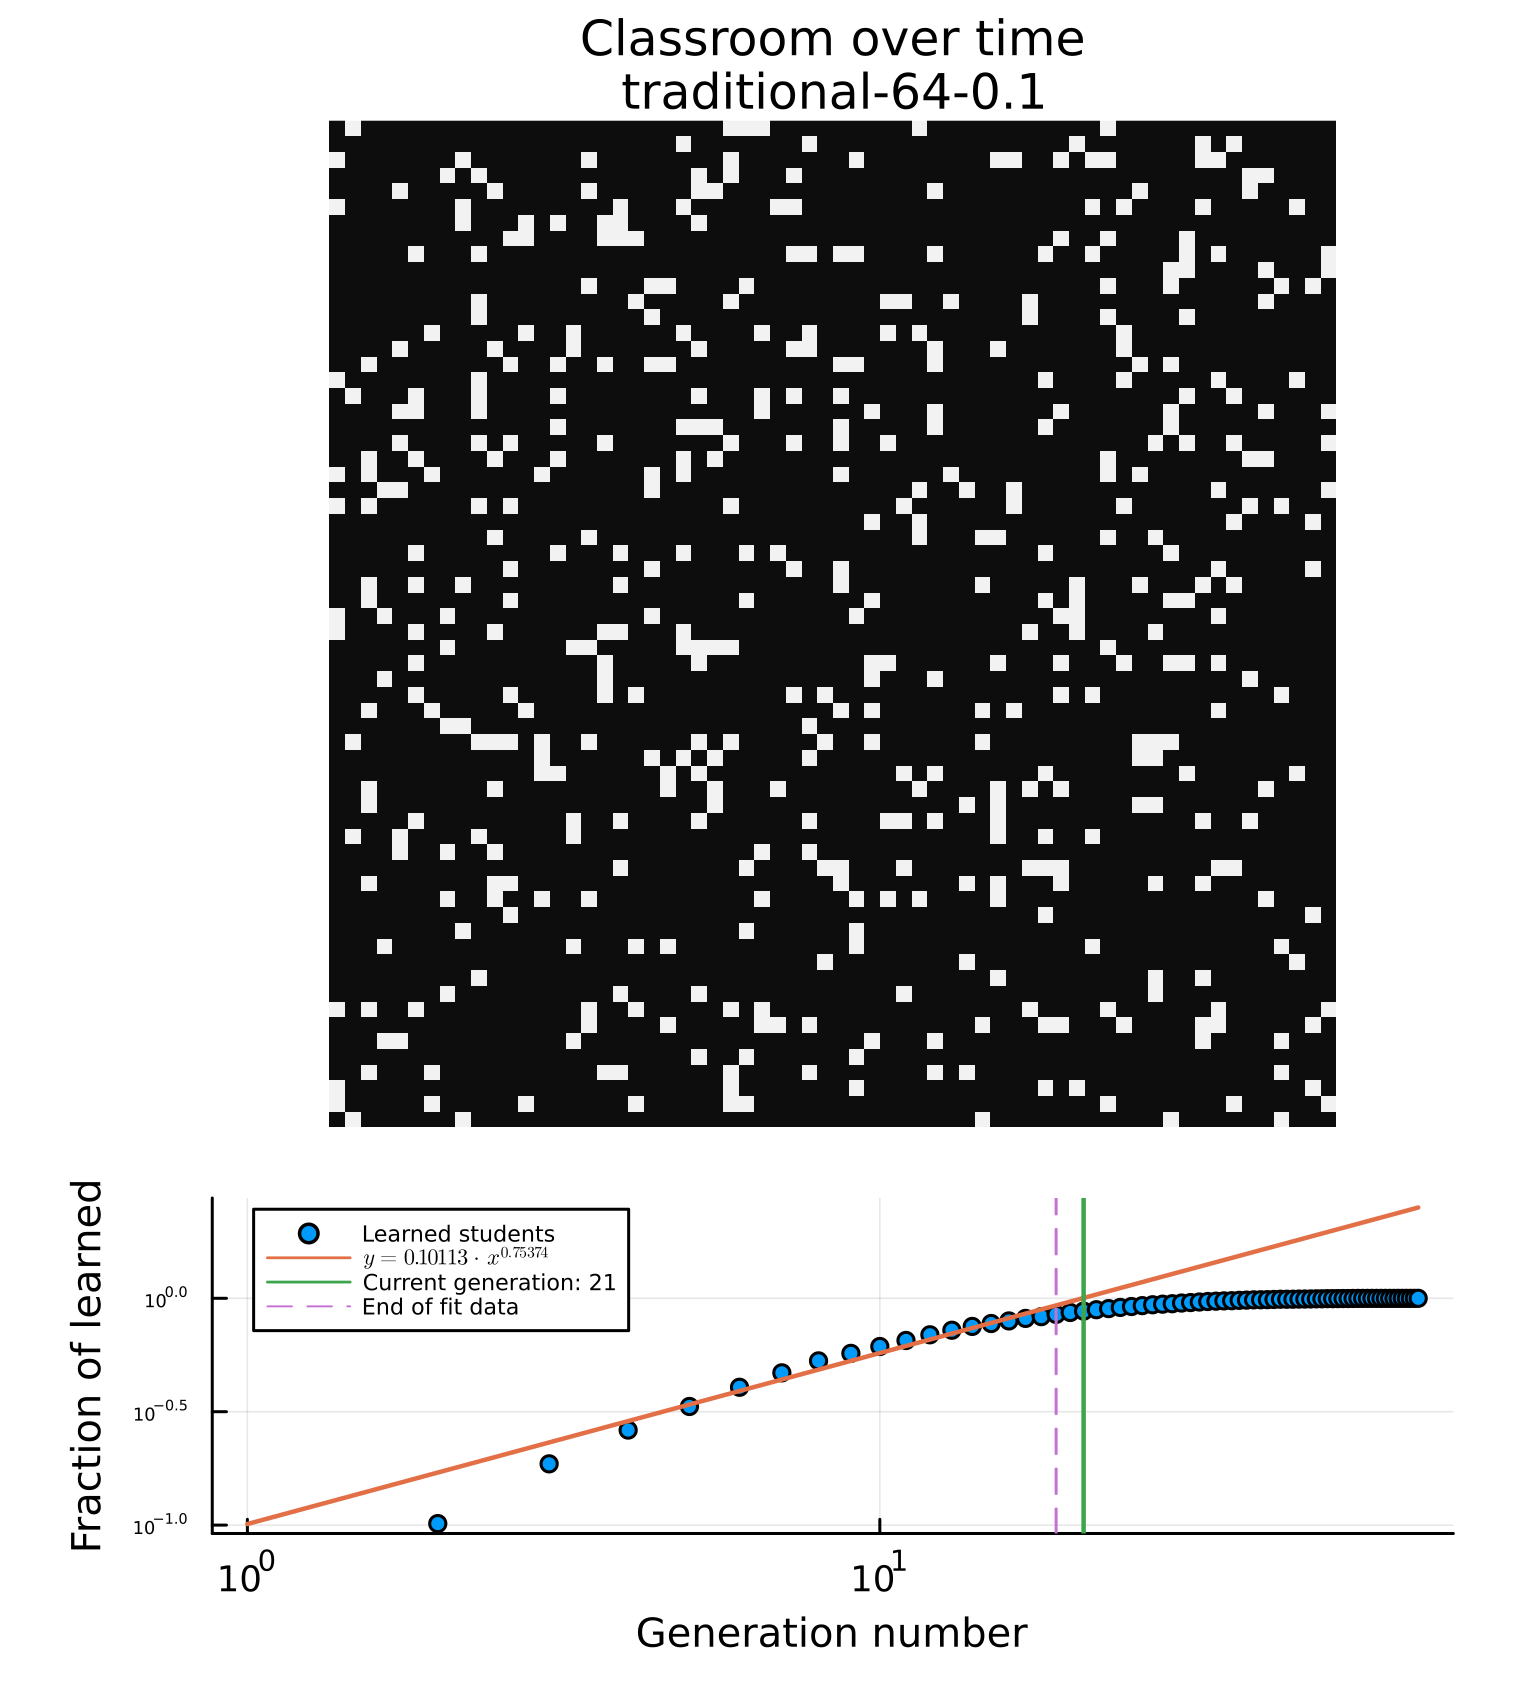 Classroom over time
traditional-64-0.1
Fraction of learned
Learned students
y = 0.10113 · x^0.75374
Current generation: 21
End of fit data
10^0.0
10^−0.5
10^−1.0
10^0
10^1
Generation number